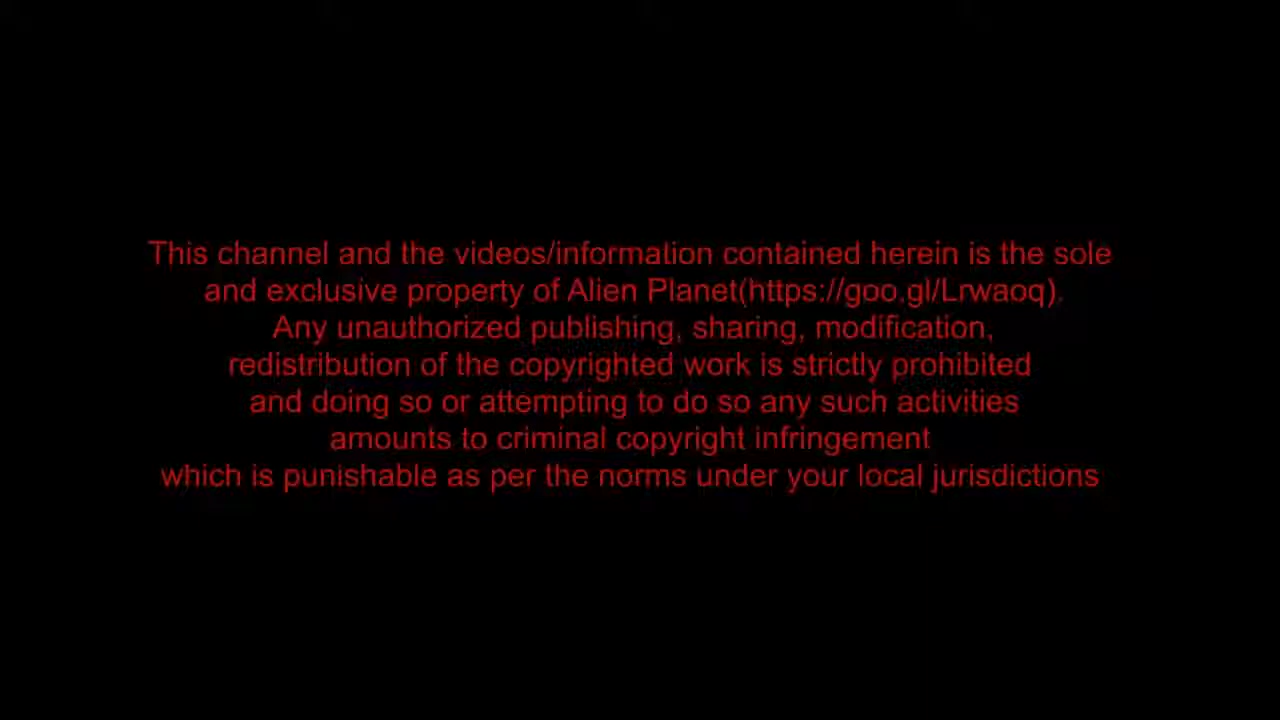 This channel and the videos/information contained herein is the sole
and exclusive property of Alien Planet(https://goo.gl/Lrwaoq).
Any unauthorized publishing, sharing, modification,
redistribution of the copyrighted work is strictly prohibited
and doing so or attempting to do so any such activities
amounts to criminal copyright infringement
which is punishable as per the norms under your local jurisdictions